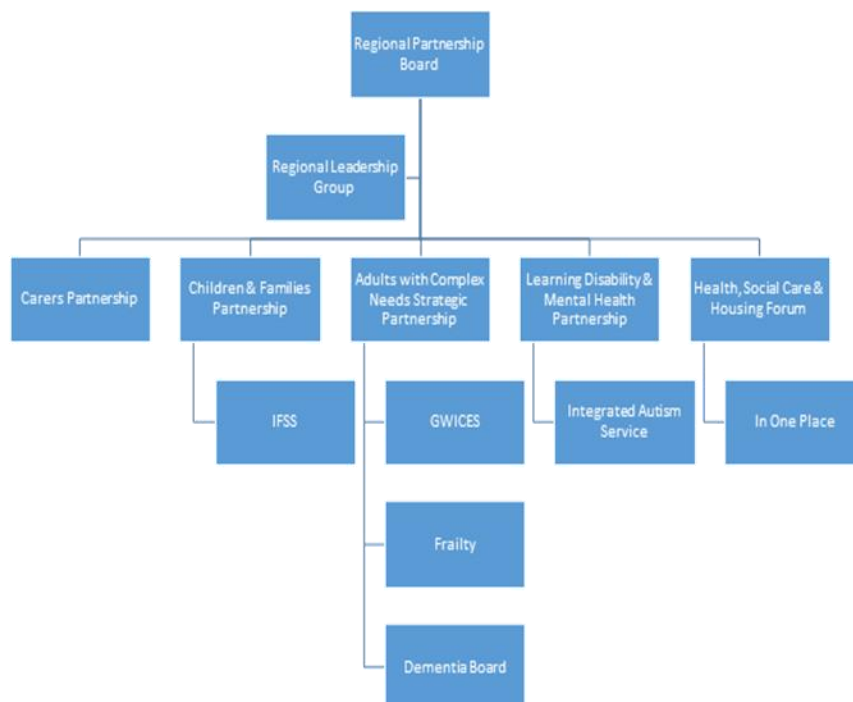 Regional Partnership
Board
Regional Leadership
Group
Carers Partnership
Children & Families
Partnership
Adults with Complex
Needs Strategic
Partnership
Learning Disability &
Mental Health
Partnership
Health, Social Care &
Housing Forum
IFSS
GWICES
Integrated Autism
Service
In One Place
Frailty
Dementia Board